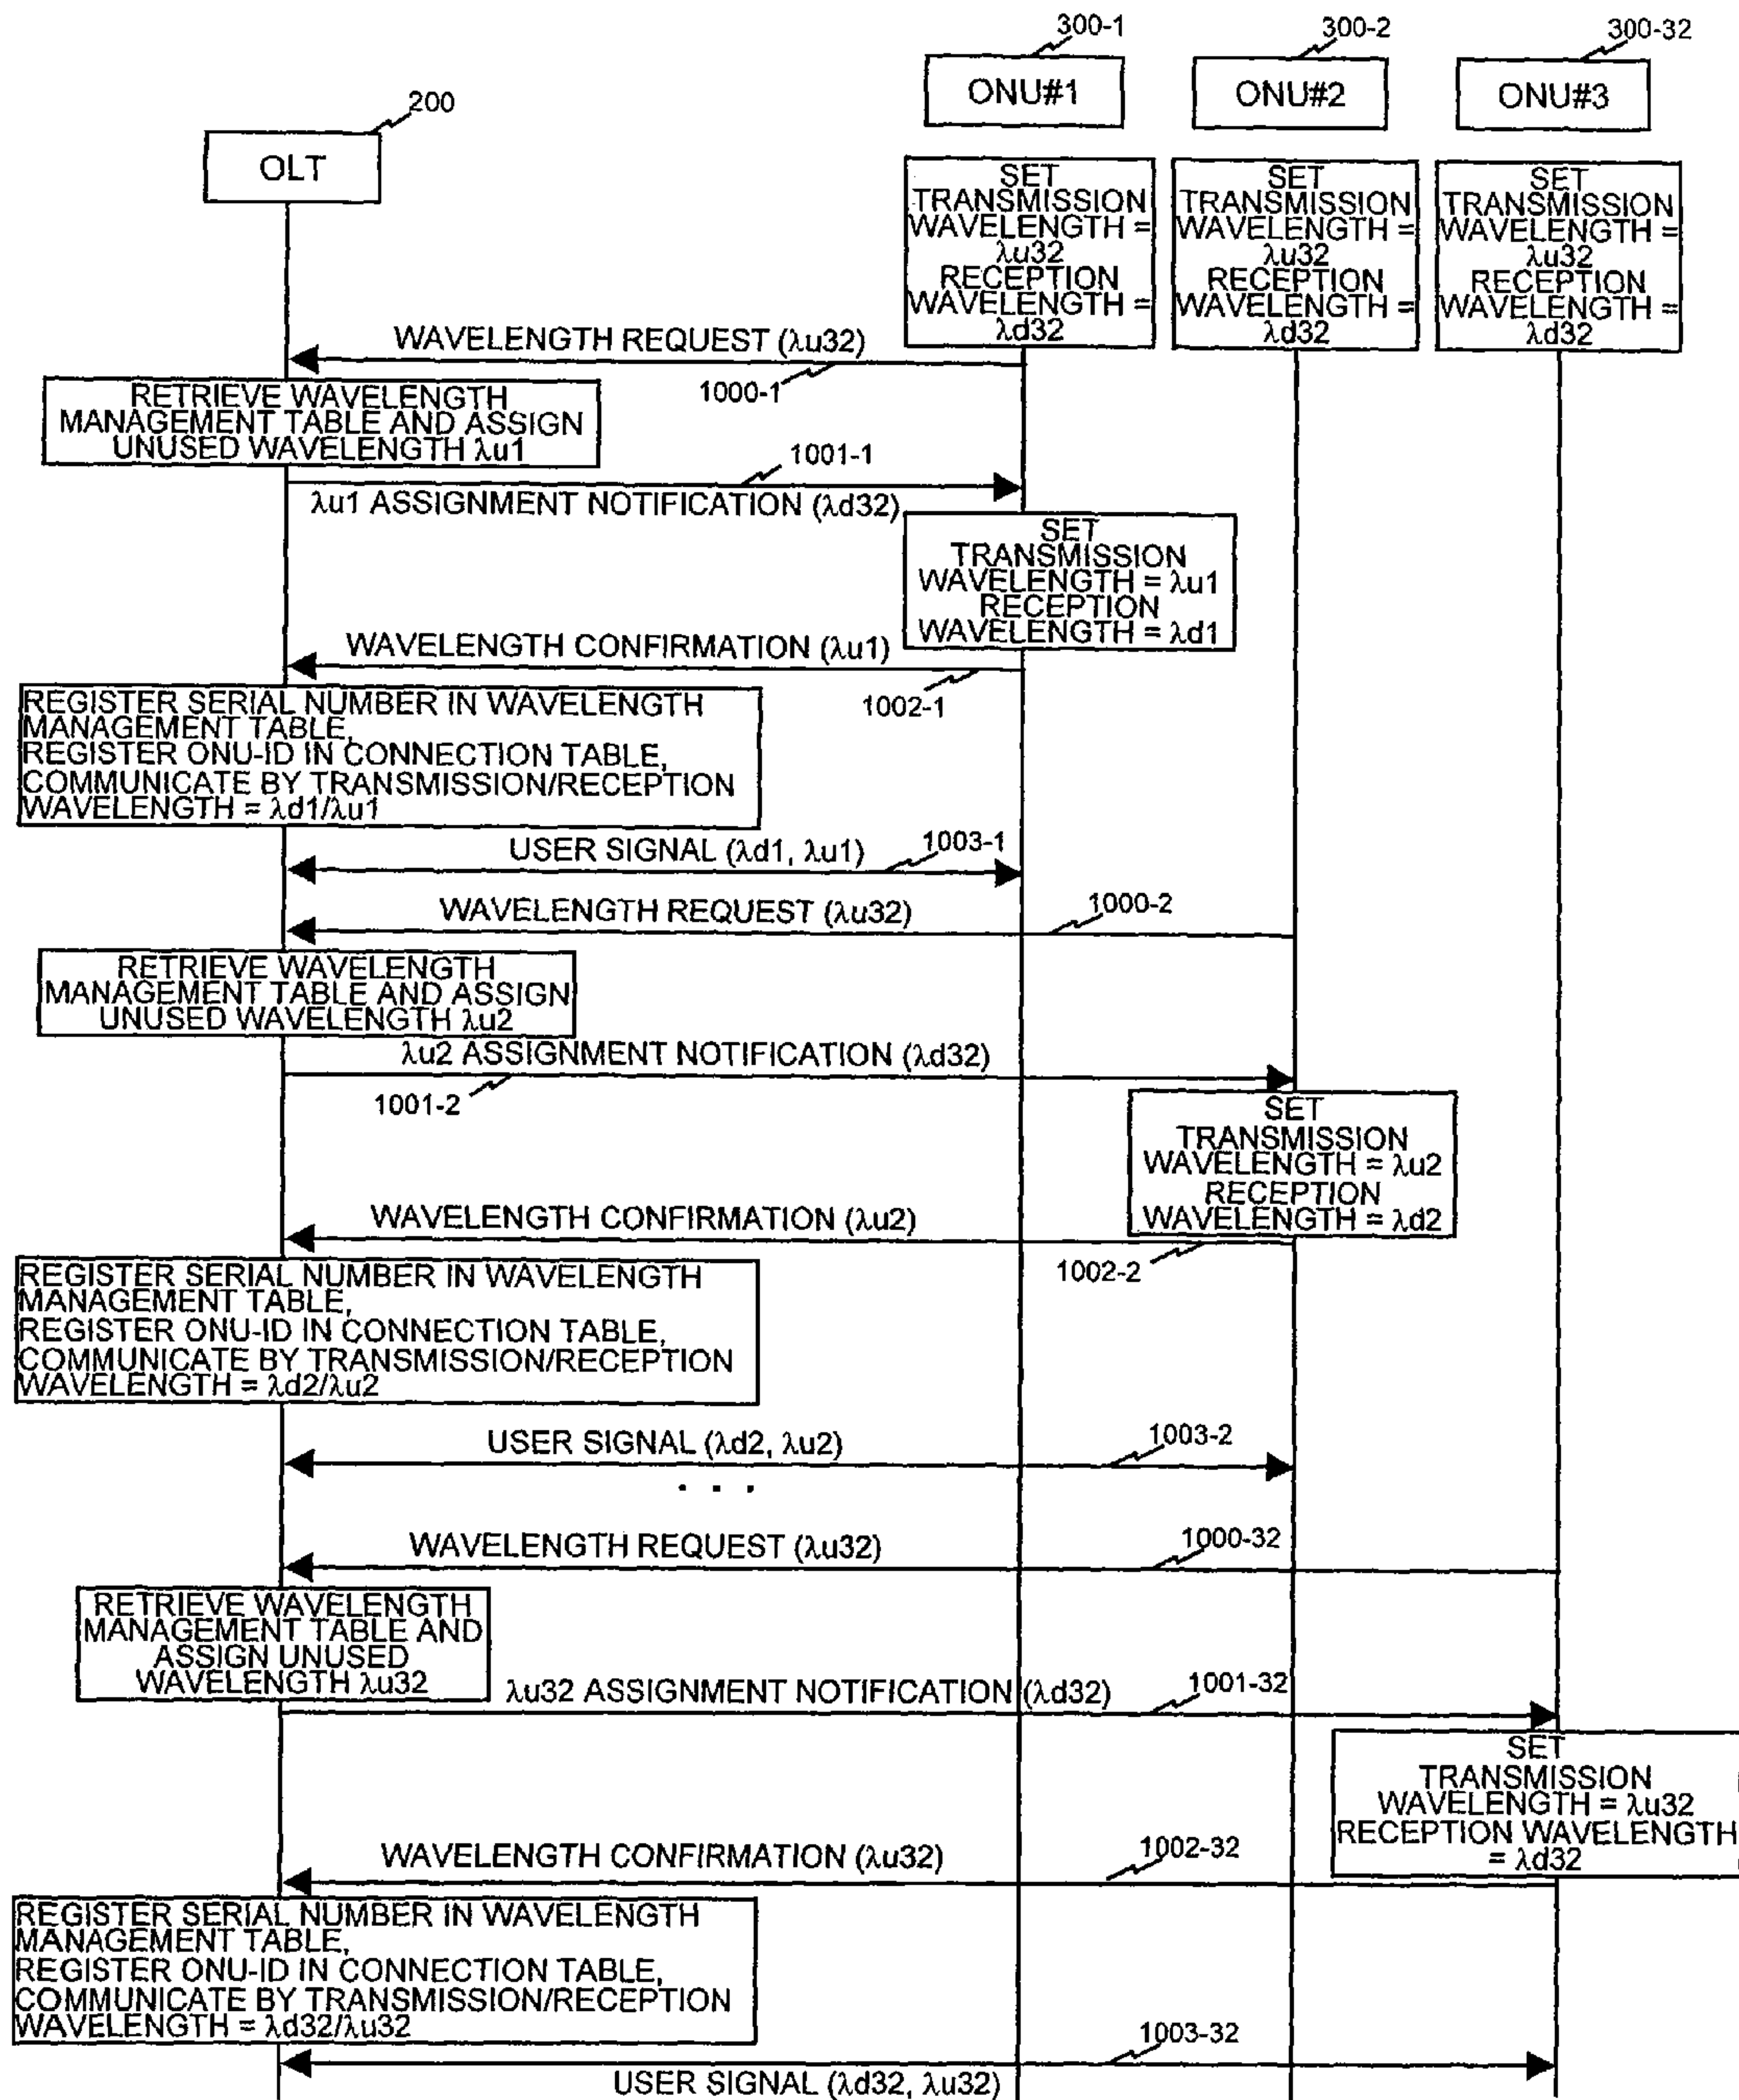 300-1
300-2
300-32
ONU#1
ONU#2
ONU#3
200
OLT
SET
TRANSMISSION
WAVELENGTH =
λu32
RECEPTION
WAVELENGTH =
λd32
SET
TRANSMISSION
WAVELENGTH =
λu32
RECEPTION
WAVELENGTH =
λd32
SET
TRANSMISSION
WAVELENGTH =
λu32
RECEPTION
WAVELENGTH =
λd32
WAVELENGTH REQUEST (λu32)
1000-1
RETRIEVE WAVELENGTH
MANAGEMENT TABLE AND ASSIGN
UNUSED WAVELENGTH λu1
1001-1
λu1 ASSIGNMENT NOTIFICATION (λd32)
SET
TRANSMISSION
WAVELENGTH = λu1
RECEPTION
WAVELENGTH = λd1
WAVELENGTH CONFIRMATION (λu1)
1002-1
REGISTER SERIAL NUMBER IN WAVELENGTH
MANAGEMENT TABLE,
REGISTER ONU-ID IN CONNECTION TABLE,
COMMUNICATE BY TRANSMISSION/RECEPTION
WAVELENGTH = λd1/λu1
USER SIGNAL (λd1, λu1)
1003-1
WAVELENGTH REQUEST (λu32)
1000-2
RETRIEVE WAVELENGTH
MANAGEMENT TABLE AND ASSIGN
UNUSED WAVELENGTH λu2
λu2 ASSIGNMENT NOTIFICATION (λd32)
1001-2
SET
TRANSMISSION
WAVELENGTH = λu2
RECEPTION
WAVELENGTH = λd2
WAVELENGTH CONFIRMATION (λu2)
1002-2
REGISTER SERIAL NUMBER IN WAVELENGTH
MANAGEMENT TABLE,
REGISTER ONU-ID IN CONNECTION TABLE,
COMMUNICATE BY TRANSMISSION/RECEPTION
WAVELENGTH = λd2/λu2
USER SIGNAL (λd2, λu2)
1003-2
. . .
WAVELENGTH REQUEST (λu32)
1000-32
RETRIEVE WAVELENGTH
MANAGEMENT TABLE AND
ASSIGN UNUSED
WAVELENGTH λu32
λu32 ASSIGNMENT NOTIFICATION (λd32)
1001-32
SET
TRANSMISSION
WAVELENGTH = λu32
RECEPTION WAVELENGTH
= λd32
WAVELENGTH CONFIRMATION (λu32)
1002-32
REGISTER SERIAL NUMBER IN WAVELENGTH
MANAGEMENT TABLE,
REGISTER ONU-ID IN CONNECTION TABLE,
COMMUNICATE BY TRANSMISSION/RECEPTION
WAVELENGTH = λd32/λu32
1003-32
USER SIGNAL (λd32, λu32)